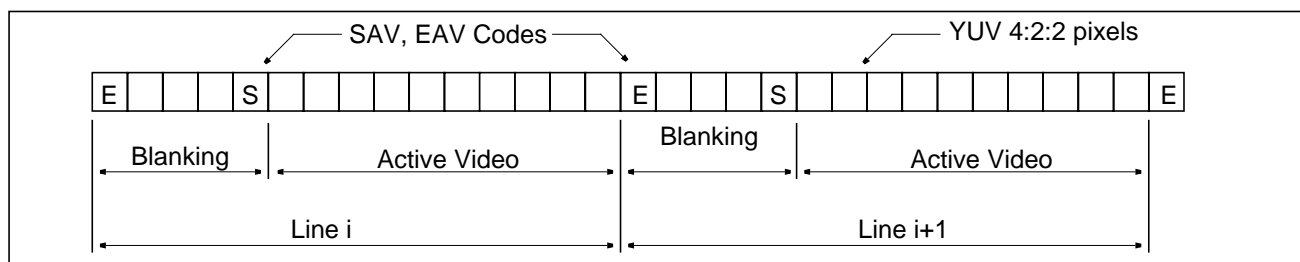 SAV, EAV Codes
YUV 4:2:2 pixels
E S E S E
Blanking
Active Video
Blanking
Active Video
Line i
Line i+1